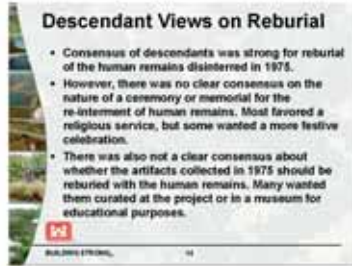 Descendant Views on Reburial
• Consensus of descendants was strong for reburial
of the human remains disinterred in 1975.
• However, there was no clear consensus on the
nature of a ceremony or memorial for the
re-interment of human remains. Most favored a
religious service, but some wanted a more festive
celebration.
• There was also not a clear consensus about
whether the artifacts collected in 1975 should be
reburied with the human remains. Many wanted
them curated at the project or in a museum for
educational purposes.
BUILDING STRONG®